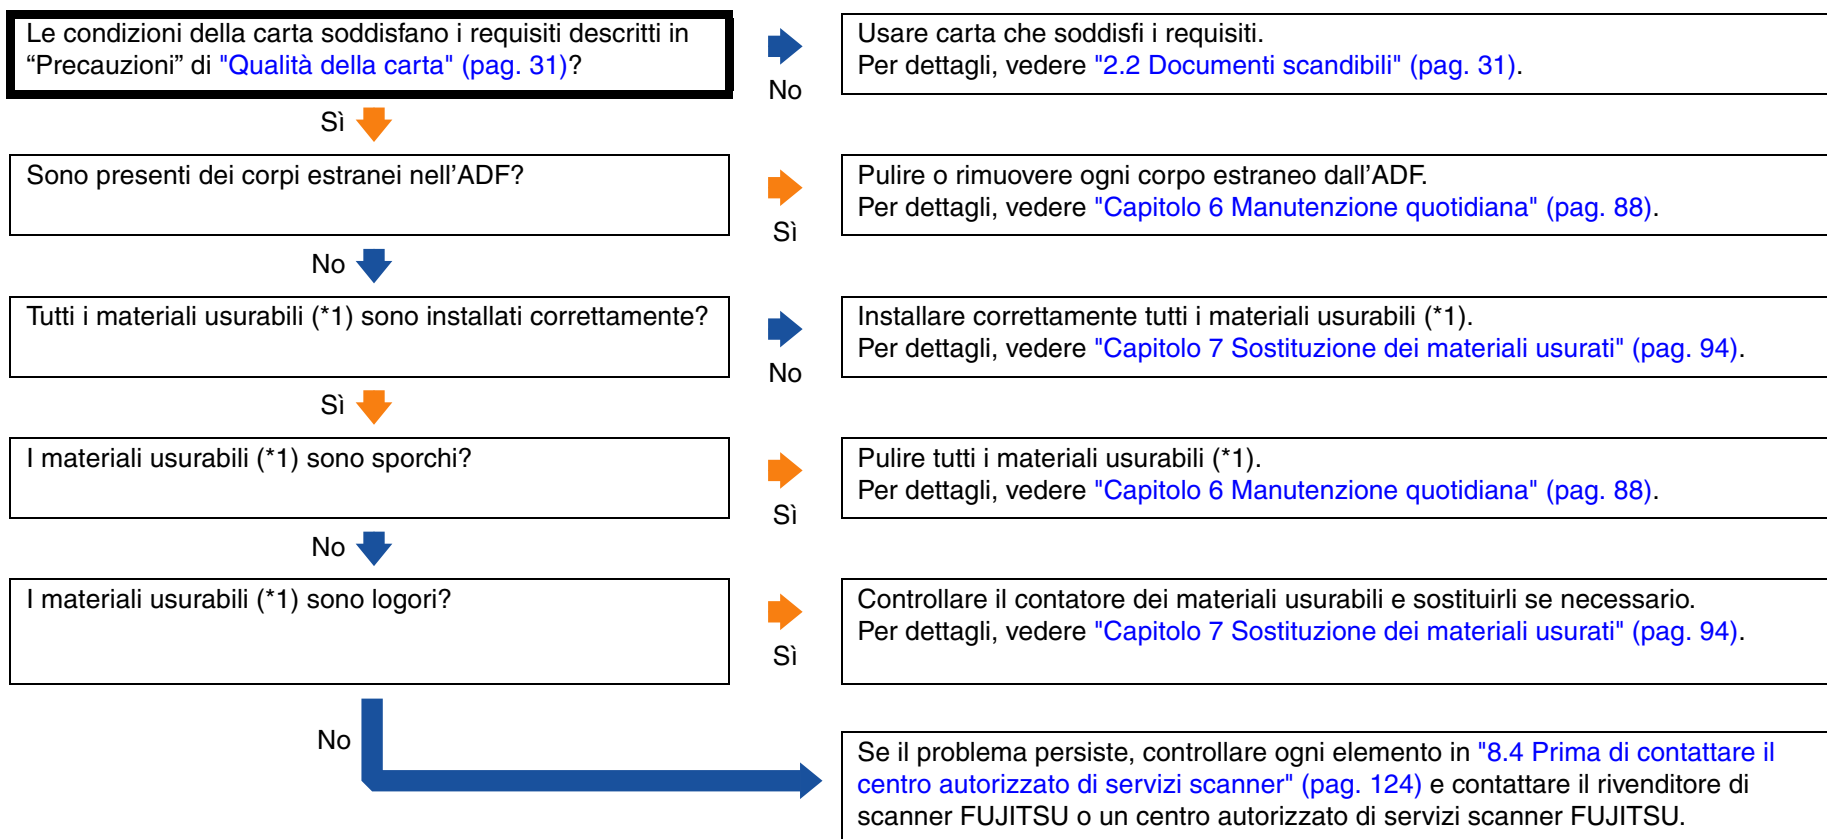 Le condizioni della carta soddisfano i requisiti descritti in
“Precauzioni” di "Qualità della carta" (pag. 31)?
No
Usare carta che soddisfi i requisiti.
Per dettagli, vedere "2.2 Documenti scandibili" (pag. 31).
Sì
Sono presenti dei corpi estranei nell’ADF?
Sì
Pulire o rimuovere ogni corpo estraneo dall’ADF.
Per dettagli, vedere "Capitolo 6 Manutenzione quotidiana" (pag. 88).
No
Tutti i materiali usurabili (*1) sono installati correttamente?
No
Installare correttamente tutti i materiali usurabili (*1).
Per dettagli, vedere "Capitolo 7 Sostituzione dei materiali usurati" (pag. 94).
Sì
I materiali usurabili (*1) sono sporchi?
Sì
Pulire tutti i materiali usurabili (*1).
Per dettagli, vedere "Capitolo 6 Manutenzione quotidiana" (pag. 88).
No
I materiali usurabili (*1) sono logori?
Sì
Controllare il contatore dei materiali usurabili e sostituirli se necessario.
Per dettagli, vedere "Capitolo 7 Sostituzione dei materiali usurati" (pag. 94).
No
Se il problema persiste, controllare ogni elemento in "8.4 Prima di contattare il
centro autorizzato di servizi scanner" (pag. 124) e contattare il rivenditore di
scanner FUJITSU o un centro autorizzato di servizi scanner FUJITSU.